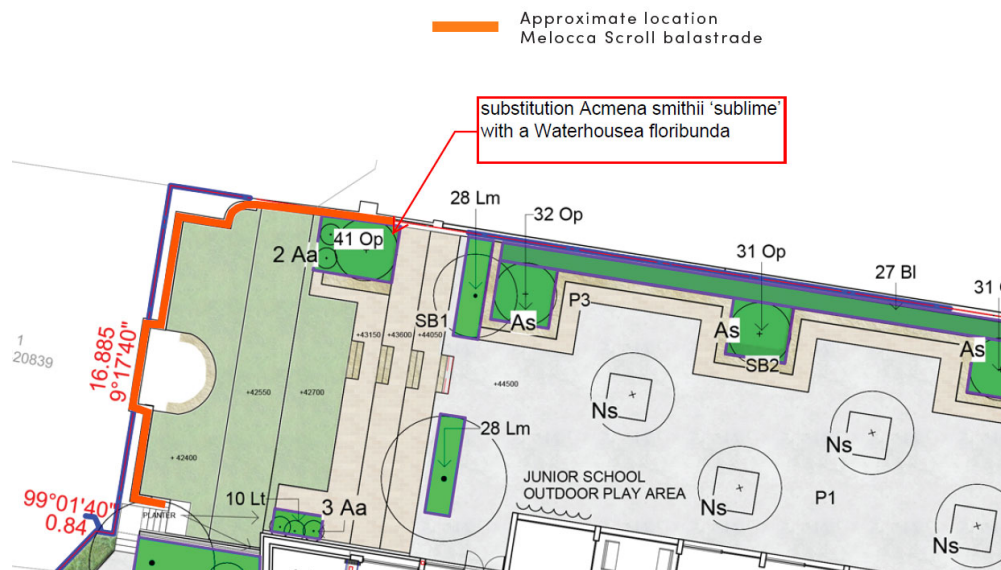 Approximate location
Melocca Scroll balastrade
substitution Acmena smithii ‘sublime’
with a Waterhousea floribunda
28 Lm
32 Op
41 Op
2 Aa
31 Op
27 Bl
P3
As
SB1
As
SB2
As
+43150
+43600
+44050
+44500
1
20839
16.885
9°17'40"
+42550
+42700
Ns
Ns
28 Lm
+ 42400
JUNIOR SCHOOL
OUTDOOR PLAY AREA
Ns
P1
99°01'40"
0.84
PLANTER
10 Lt
3 Aa
Ns